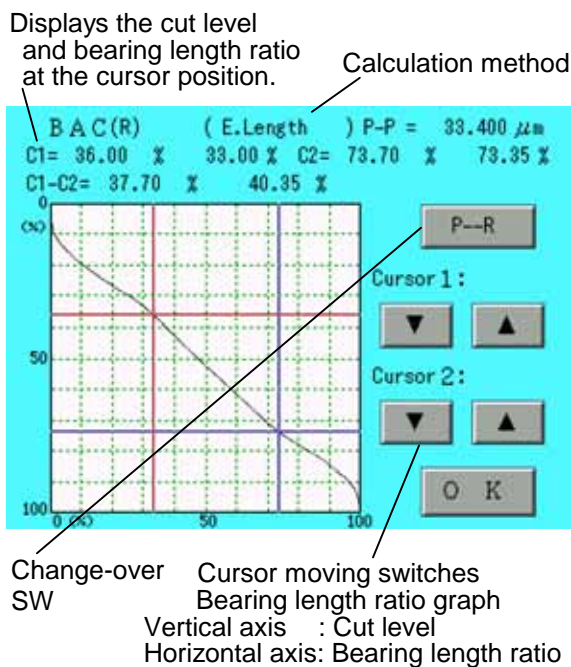 Displays the cut level
and bearing length ratio
at the cursor position.
Calculation method
B A C (R) ( E.Length ) P-P = 33.400 μm
C1= 36.00 % 33.00 % C2= 73.70 % 73.35 %
C1-C2= 37.70 % 40.35 %
0
(%)
50
100
0 (%) 50 100
P--R
Cursor 1:
▼ ▲
Cursor 2:
▼ ▲
O K
Change-over
SW
Cursor moving switches
Bearing length ratio graph
Vertical axis : Cut level
Horizontal axis: Bearing length ratio